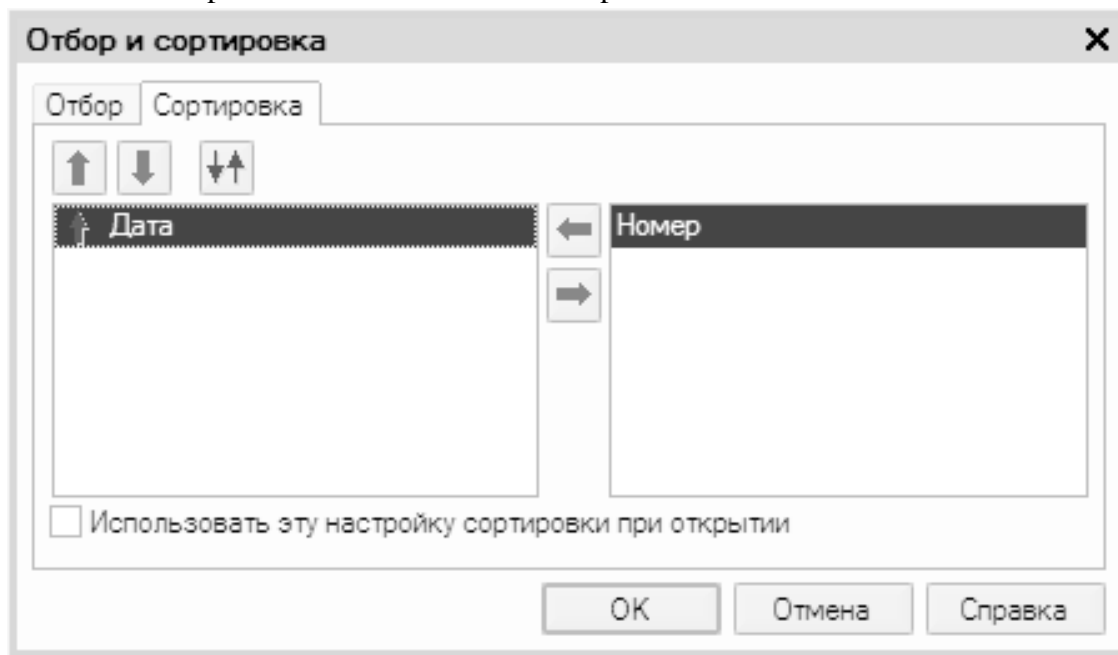 Отбор и сортировка
Отбор Сортировка
Дата
Номер
Использовать эту настройку сортировки при открытии
OK Отмена Справка